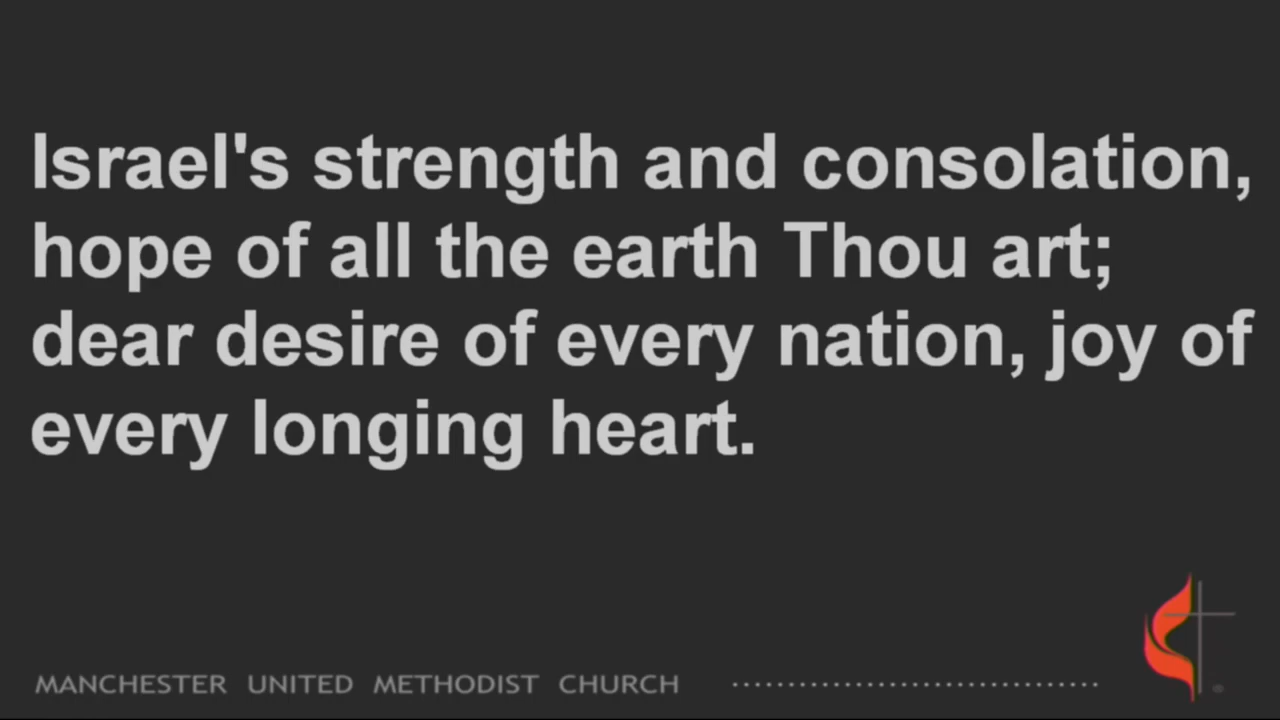 Israel's strength and consolation,
hope of all the earth Thou art;
dear desire of every nation, joy of
every longing heart.
MANCHESTER UNITED METHODIST CHURCH